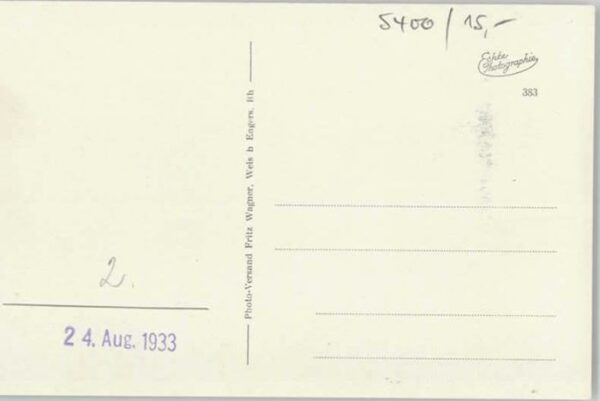 5400 / 15,-
Echte
Photographie
383
Photo-Versand Fritz Wagner, Weis b Engers, Rh
2.
24. Aug. 1933